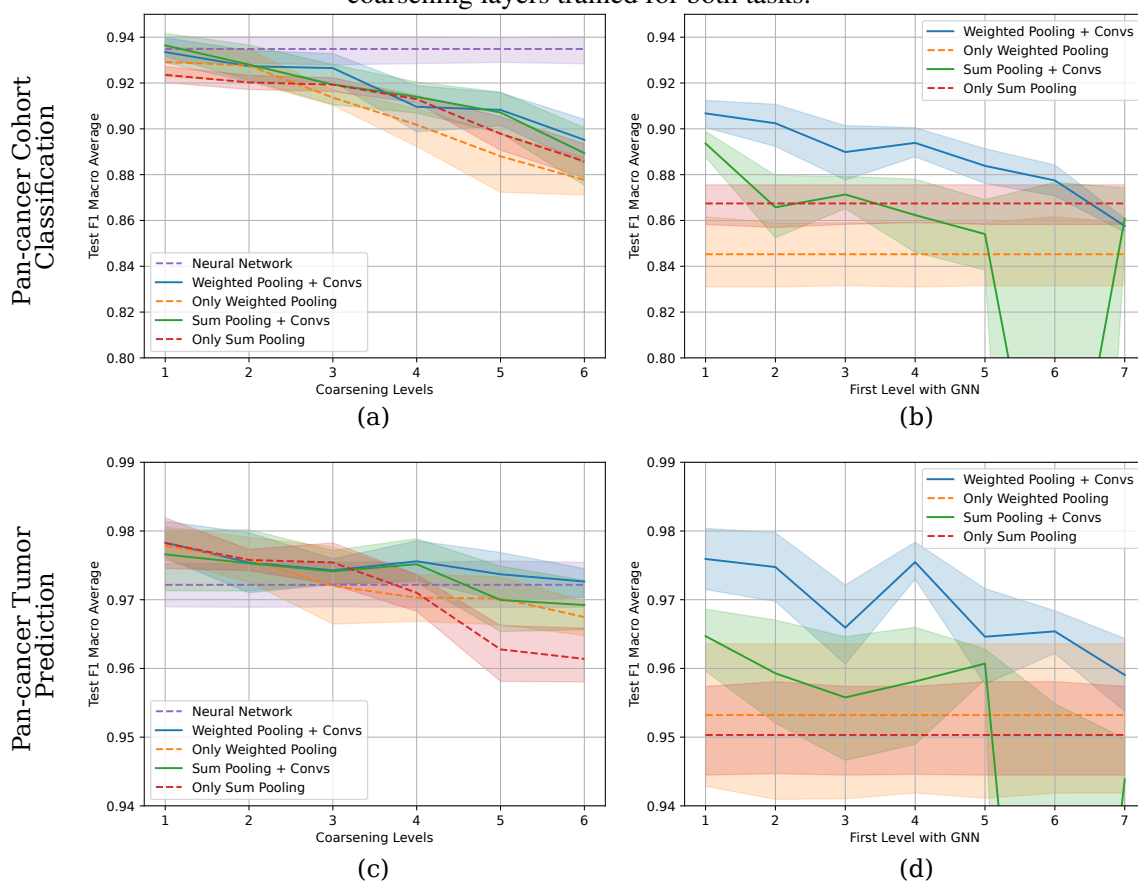 coarsening layers trained for both tasks.
Pan-cancer Cohort
Classification
Test F1 Macro Average
0.94
0.92
0.90
0.88
0.86
0.84
0.82
0.80
Neural Network
Weighted Pooling + Convs
Only Weighted Pooling
Sum Pooling + Convs
Only Sum Pooling
1 2 3 4 5 6
Coarsening Levels
(a)
Test F1 Macro Average
0.94
0.92
0.90
0.88
0.86
0.84
0.82
0.80
Weighted Pooling + Convs
Only Weighted Pooling
Sum Pooling + Convs
Only Sum Pooling
1 2 3 4 5 6 7
First Level with GNN
(b)
Pan-cancer Tumor
Prediction
Test F1 Macro Average
0.99
0.98
0.97
0.96
0.95
0.94
Neural Network
Weighted Pooling + Convs
Only Weighted Pooling
Sum Pooling + Convs
Only Sum Pooling
1 2 3 4 5 6
Coarsening Levels
(c)
Test F1 Macro Average
0.99
0.98
0.97
0.96
0.95
0.94
Weighted Pooling + Convs
Only Weighted Pooling
Sum Pooling + Convs
Only Sum Pooling
1 2 3 4 5 6 7
First Level with GNN
(d)